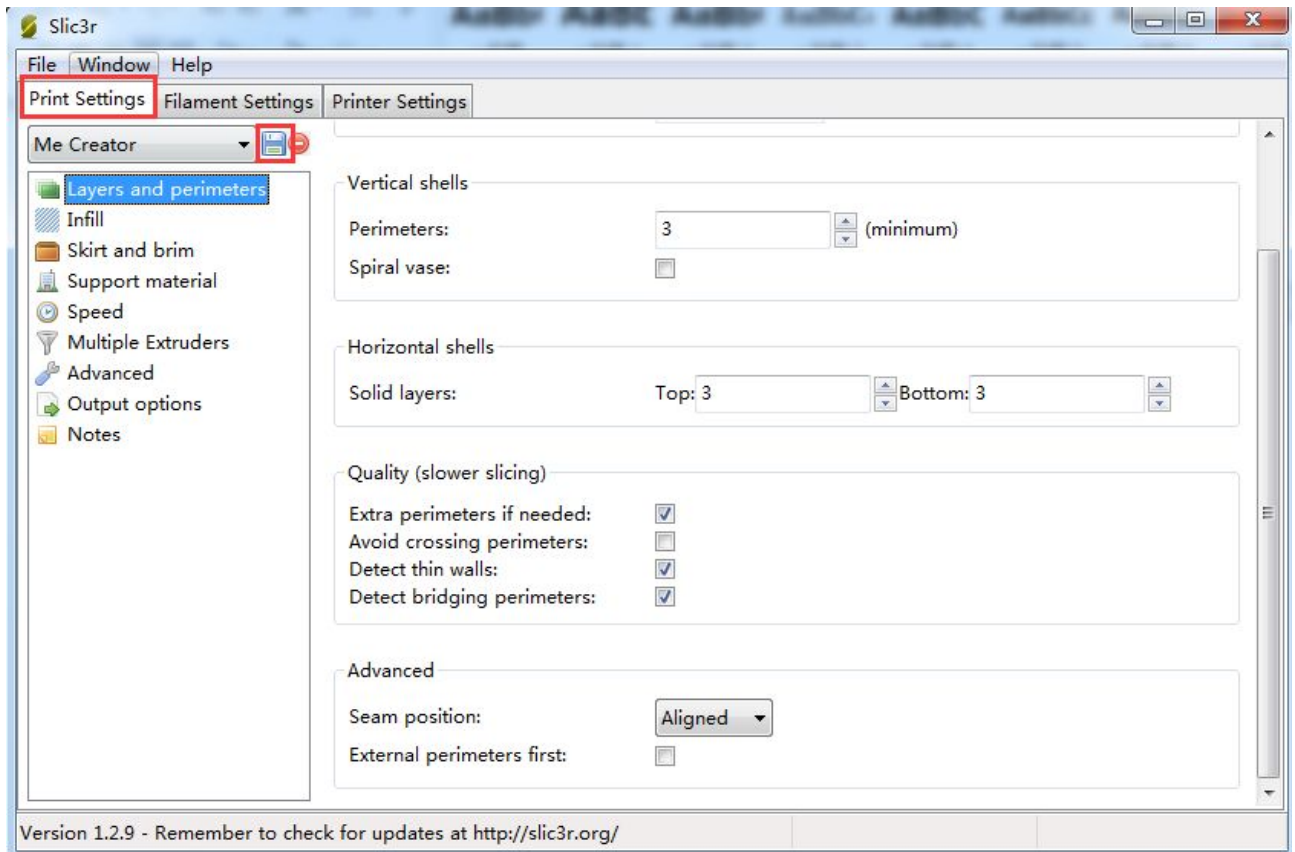 Slic3r
File Window Help
Print Settings Filament Settings Printer Settings
Me Creator
Layers and perimeters
Infill
Skirt and brim
Support material
Speed
Multiple Extruders
Advanced
Output options
Notes
Vertical shells
Perimeters: 3 (minimum)
Spiral vase:
Horizontal shells
Solid layers: Top: 3 Bottom: 3
Quality (slower slicing)
Extra perimeters if needed:
Avoid crossing perimeters:
Detect thin walls:
Detect bridging perimeters:
Advanced
Seam position: Aligned
External perimeters first:
Version 1.2.9 - Remember to check for updates at http://slic3r.org/